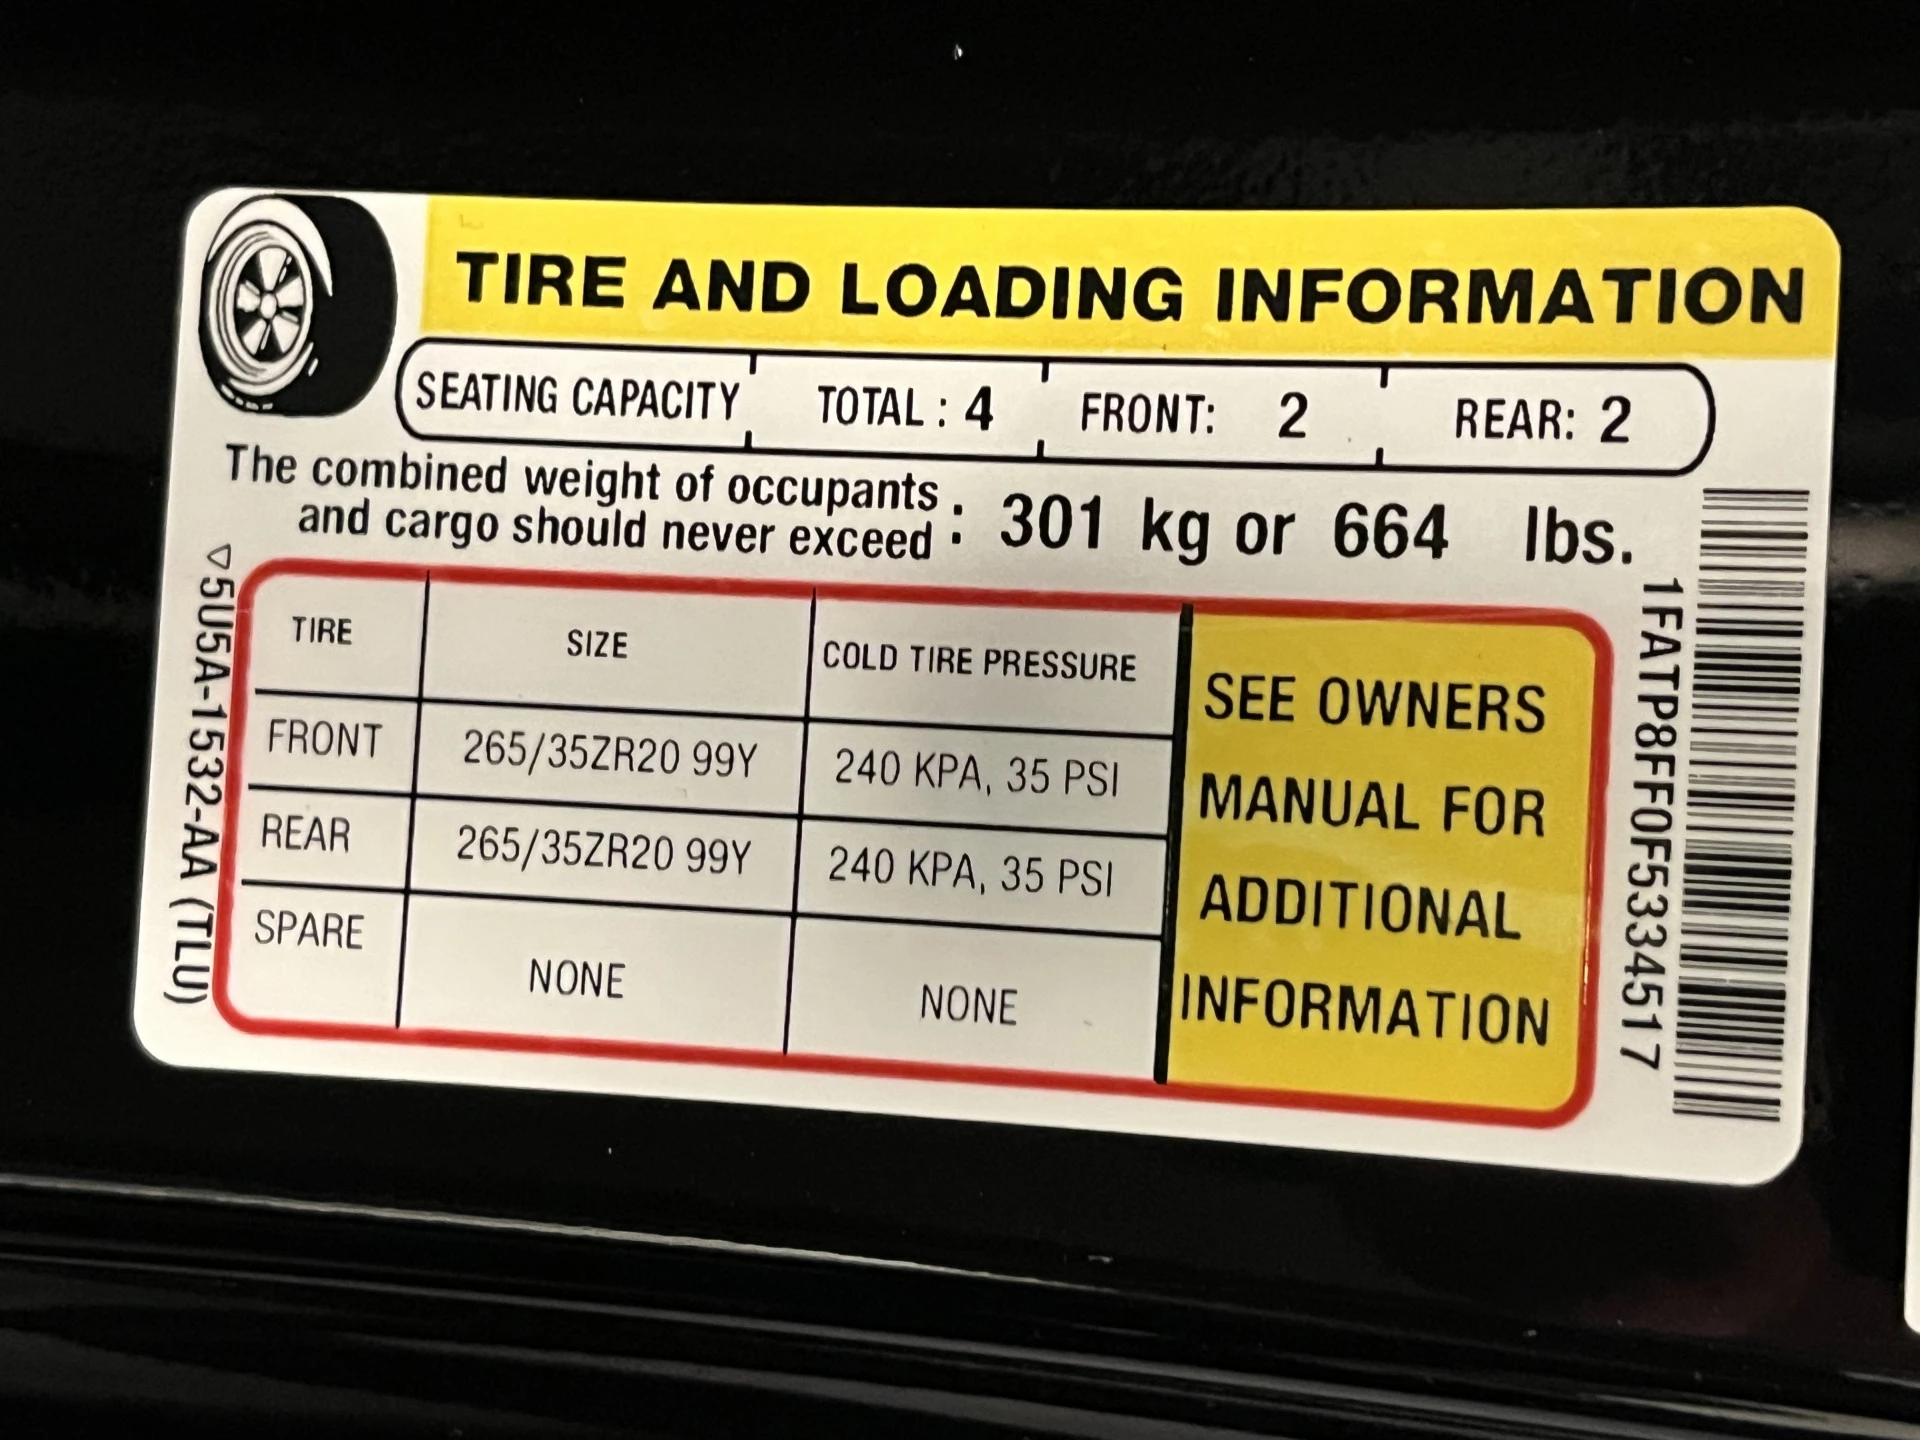 TIRE AND LOADING INFORMATION
SEATING CAPACITY TOTAL : 4 FRONT: 2 REAR: 2
The combined weight of occupants
and cargo should never exceed : 301 kg or 664 lbs.
TIRE SIZE COLD TIRE PRESSURE
FRONT 265/35ZR20 99Y 240 KPA, 35 PSI
REAR 265/35ZR20 99Y 240 KPA, 35 PSI
SPARE NONE NONE
SEE OWNERS
MANUAL FOR
ADDITIONAL
INFORMATION
5U5A-1532-AA (TLU)
1FATP8FF0F5334517